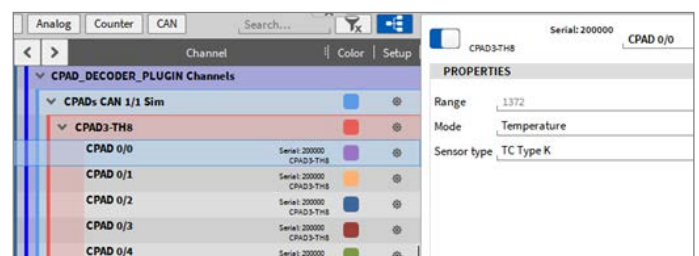 Analog Counter CAN Search...
Channel Color Setup
CPAD_DECODER_PLUGIN Channels
CPADs CAN 1/1 Sim
CPAD3-TH8
CPAD 0/0 Serial: 200000
CPAD3-TH8
CPAD 0/1 Serial: 200000
CPAD3-TH8
CPAD 0/2 Serial: 200000
CPAD3-TH8
CPAD 0/3 Serial: 200000
CPAD3-TH8
CPAD 0/4 Serial: 200000
Serial: 200000
CPAD3-TH8 CPAD 0/0
PROPERTIES
Range 1372
Mode Temperature
Sensor type TC Type K